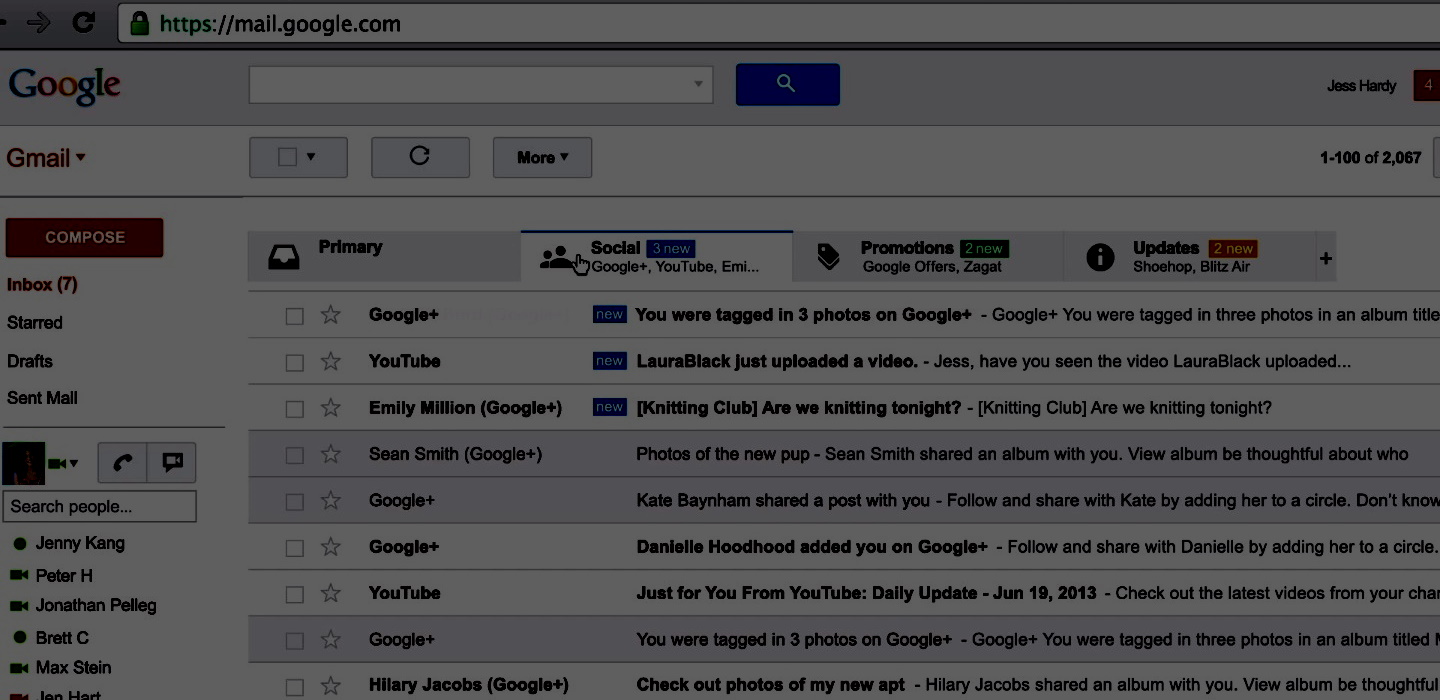 https://mail.google.com
Google
Jess Hardy 4
Gmail
More
1-100 of 2,067
COMPOSE
Primary
Social 3 new
Google+, YouTube, Emi...
Promotions 2 new
Google Offers, Zagat
Updates 2 new
Shoehop, Blitz Air
+
Inbox (7)
Starred
Drafts
Sent Mall
Search people...
Jenny Kang
Peter H
Jonathan Pelleg
Brett C
Max Stein
Jen Hart
Google+ new You were tagged in 3 photos on Google+ - Google+ You were tagged in three photos in an album title
YouTube new LauraBlack just uploaded a video. - Jess, have you seen the video LauraBlack uploaded...
Emily Million (Google+) new [Knitting Club] Are we knitting tonight? - [Knitting Club] Are we knitting tonight?
Sean Smith (Google+) Photos of the new pup - Sean Smith shared an album with you. View album be thoughtful about who
Google+ Kate Baynham shared a post with you - Follow and share with Kate by adding her to a circle. Don't know
Google+ Danielle Hoodhood added you on Google+ - Follow and share with Danielle by adding her to a circle.
YouTube Just for You From YouTube: Daily Update - Jun 19, 2013 - Check out the latest videos from your
Google+ You were tagged in 3 photos on Google+ - Google+ You were tagged in three photos in an album titled
Hilary Jacobs (Google+) Check out photos of my new apt - Hilary Jacobs shared an album with you. View album be thoughtful